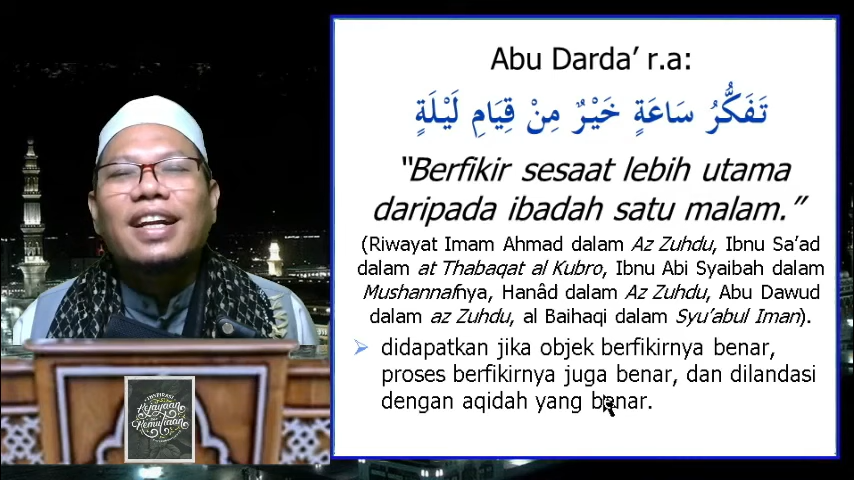 Abu Darda’ r.a:
تَفَكُّرُ سَاعَةٍ خَيْرٌ مِنْ قِيَامِ لَيْلَةٍ
“Berfikir sesaat lebih utama
daripada ibadah satu malam.”
(Riwayat Imam Ahmad dalam Az Zuhdu, Ibnu Sa’ad
dalam at Thabaqat al Kubro, Ibnu Abi Syaibah dalam
Mushannafnya, Hanâd dalam Az Zuhdu, Abu Dawud
dalam az Zuhdu, al Baihaqi dalam Syu’abul Iman).
➢ didapatkan jika objek berfikirnya benar,
proses berfikirnya juga benar, dan dilandasi
dengan aqidah yang benar.
INSPIRASI
Kejayaan
Kemuliaan